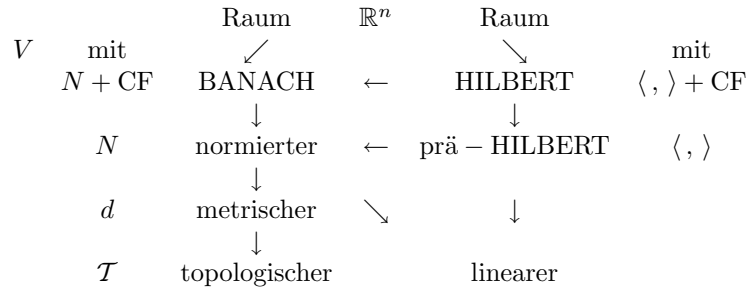 Raum ℝⁿ Raum
V mit ↙ ↘ mit
N + CF BANACH ← HILBERT ⟨ , ⟩ + CF
↓ ↓
N normierter ← prä − HILBERT ⟨ , ⟩
↓
d metrischer ↘ ↓
↓
𝒯 topologischer linearer